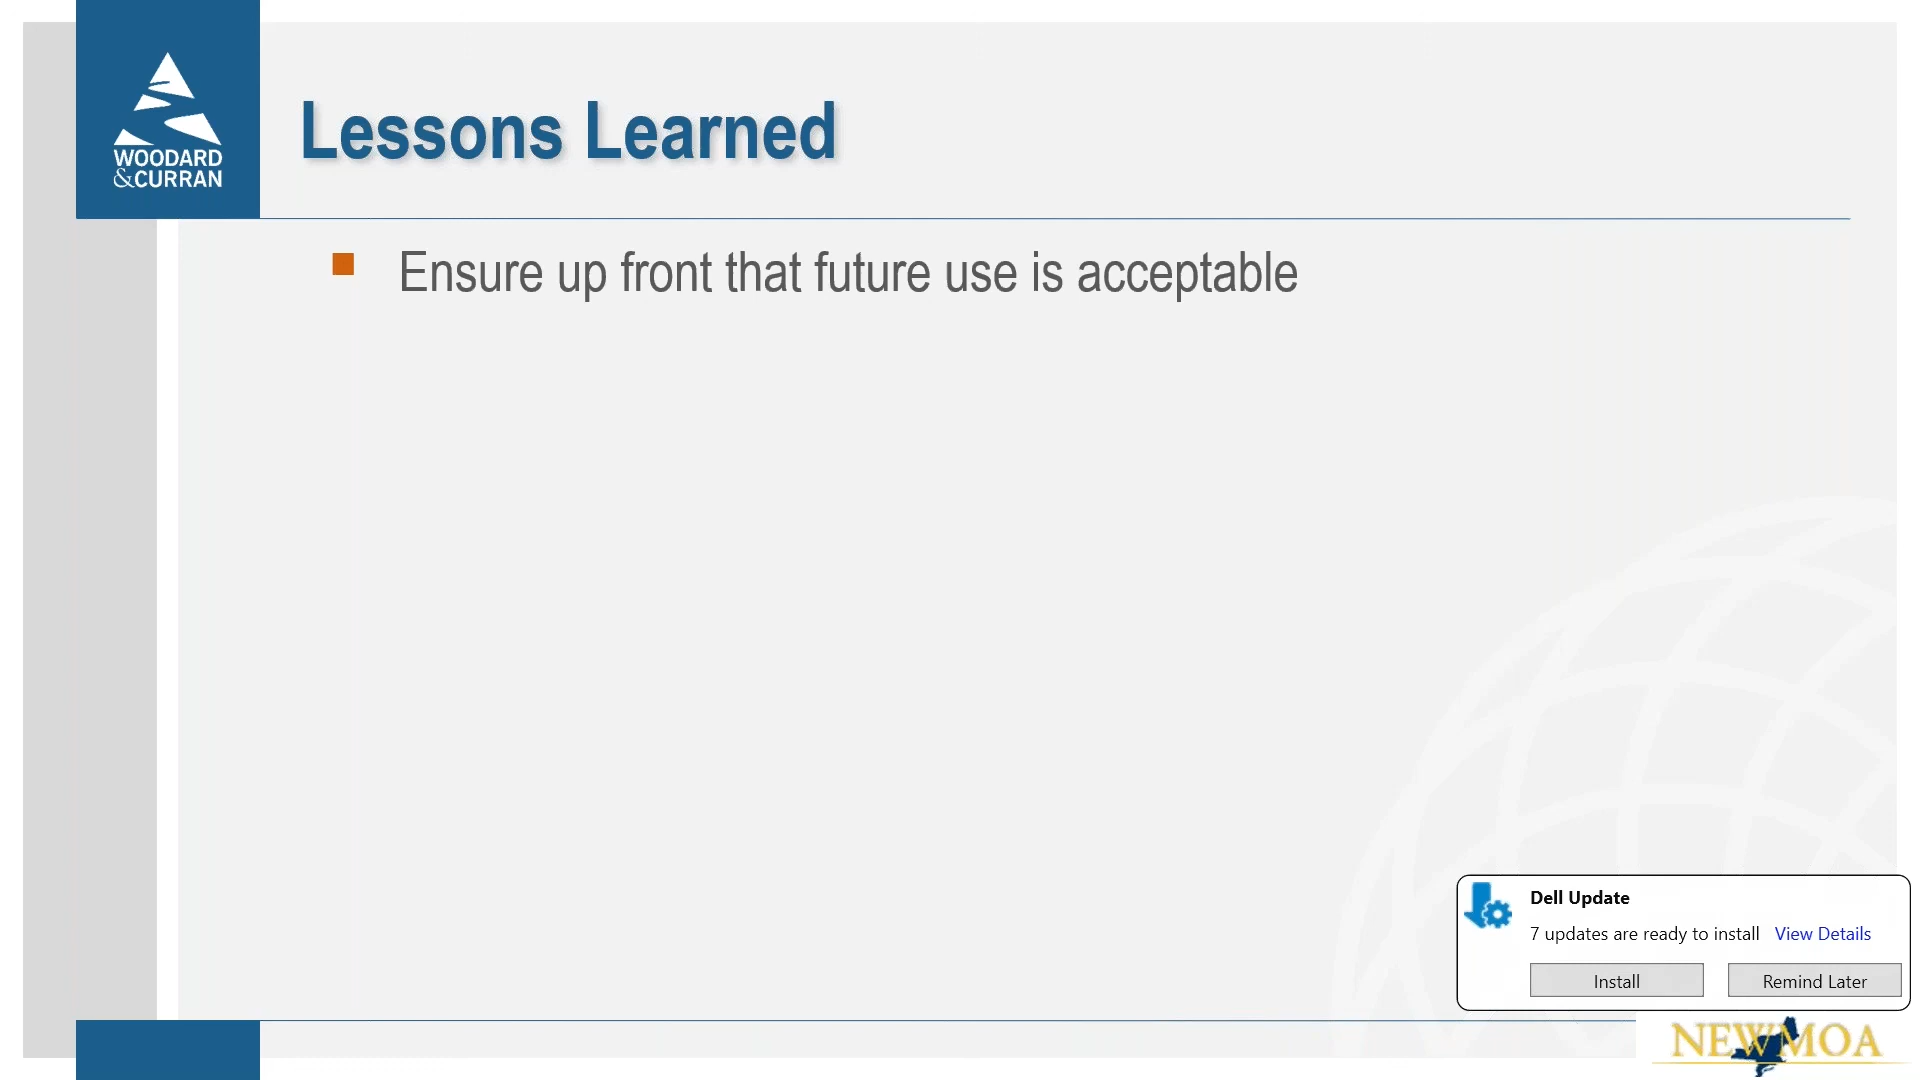 WOODARD
&CURRAN
Lessons Learned
Ensure up front that future use is acceptable
Dell Update
7 updates are ready to install View Details
Install Remind Later
NEWMOA